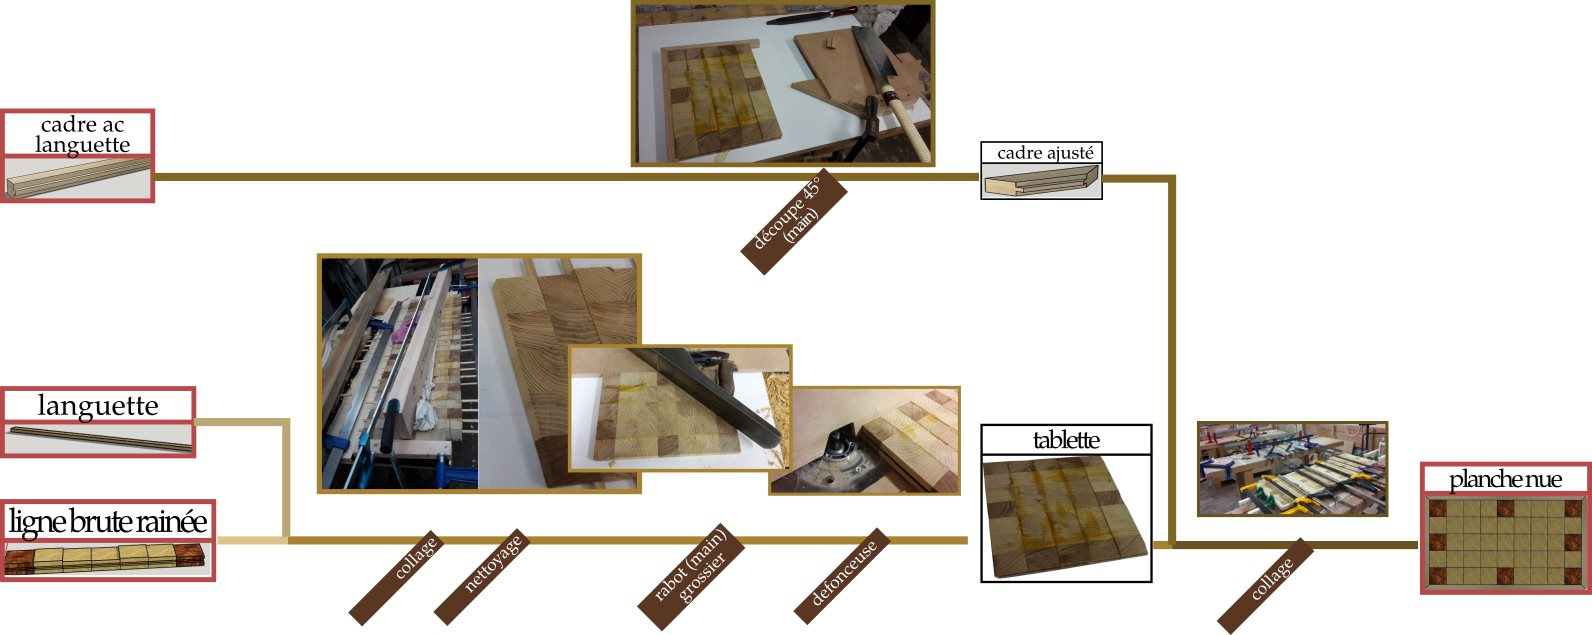 cadre ac
languette
cadre ajusté
découpe 45°
(main)
languette
tablette
planche nue
ligne brute rainée
collage
nettoyage
rabot (main)
grossier
defonceuse
collage